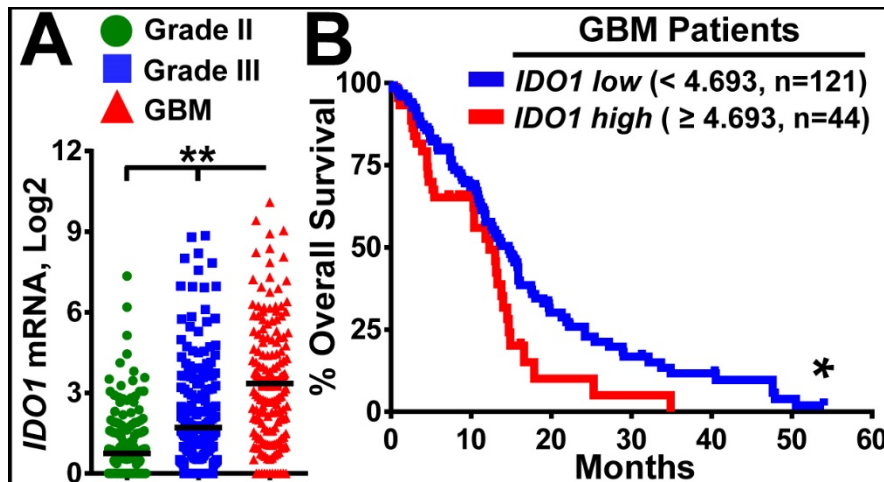 A
Grade II
Grade III
GBM
**
IDO1 mRNA, Log2
12
9
6
3
0
B
GBM Patients
IDO1 low (< 4.693, n=121)
IDO1 high ( ≥ 4.693, n=44)
% Overall Survival
100
75
50
25
0
*
0 10 20 30 40 50 60
Months